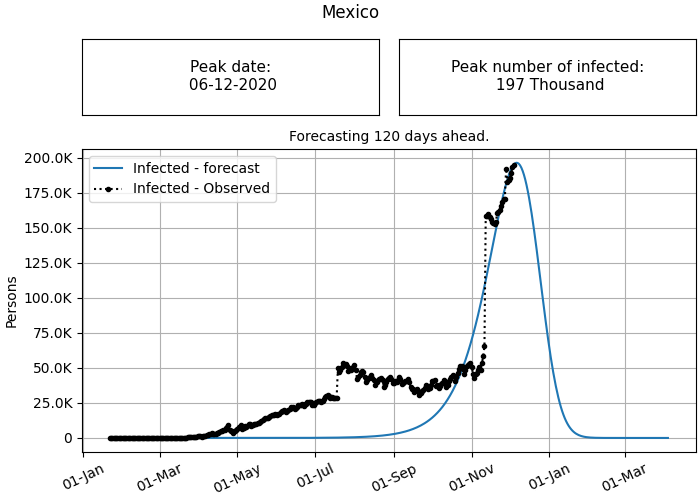 Mexico
Peak date:
06-12-2020
Peak number of infected:
197 Thousand
Forecasting 120 days ahead.
Infected - forecast
Infected - Observed
200.0K
175.0K
150.0K
125.0K
100.0K
75.0K
50.0K
25.0K
0
Persons
01-Jan
01-Mar
01-May
01-Jul
01-Sep
01-Nov
01-Jan
01-Mar